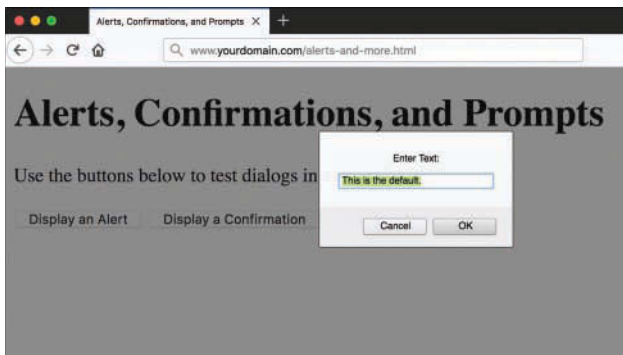 Alerts, Confirmations, and Prompts
www.yourdomain.com/alerts-and-more.html
Alerts, Confirmations, and Prompts
Use the buttons below to test dialogs in
Display an Alert Display a Confirmation
Enter Text:
This is the default.
Cancel OK